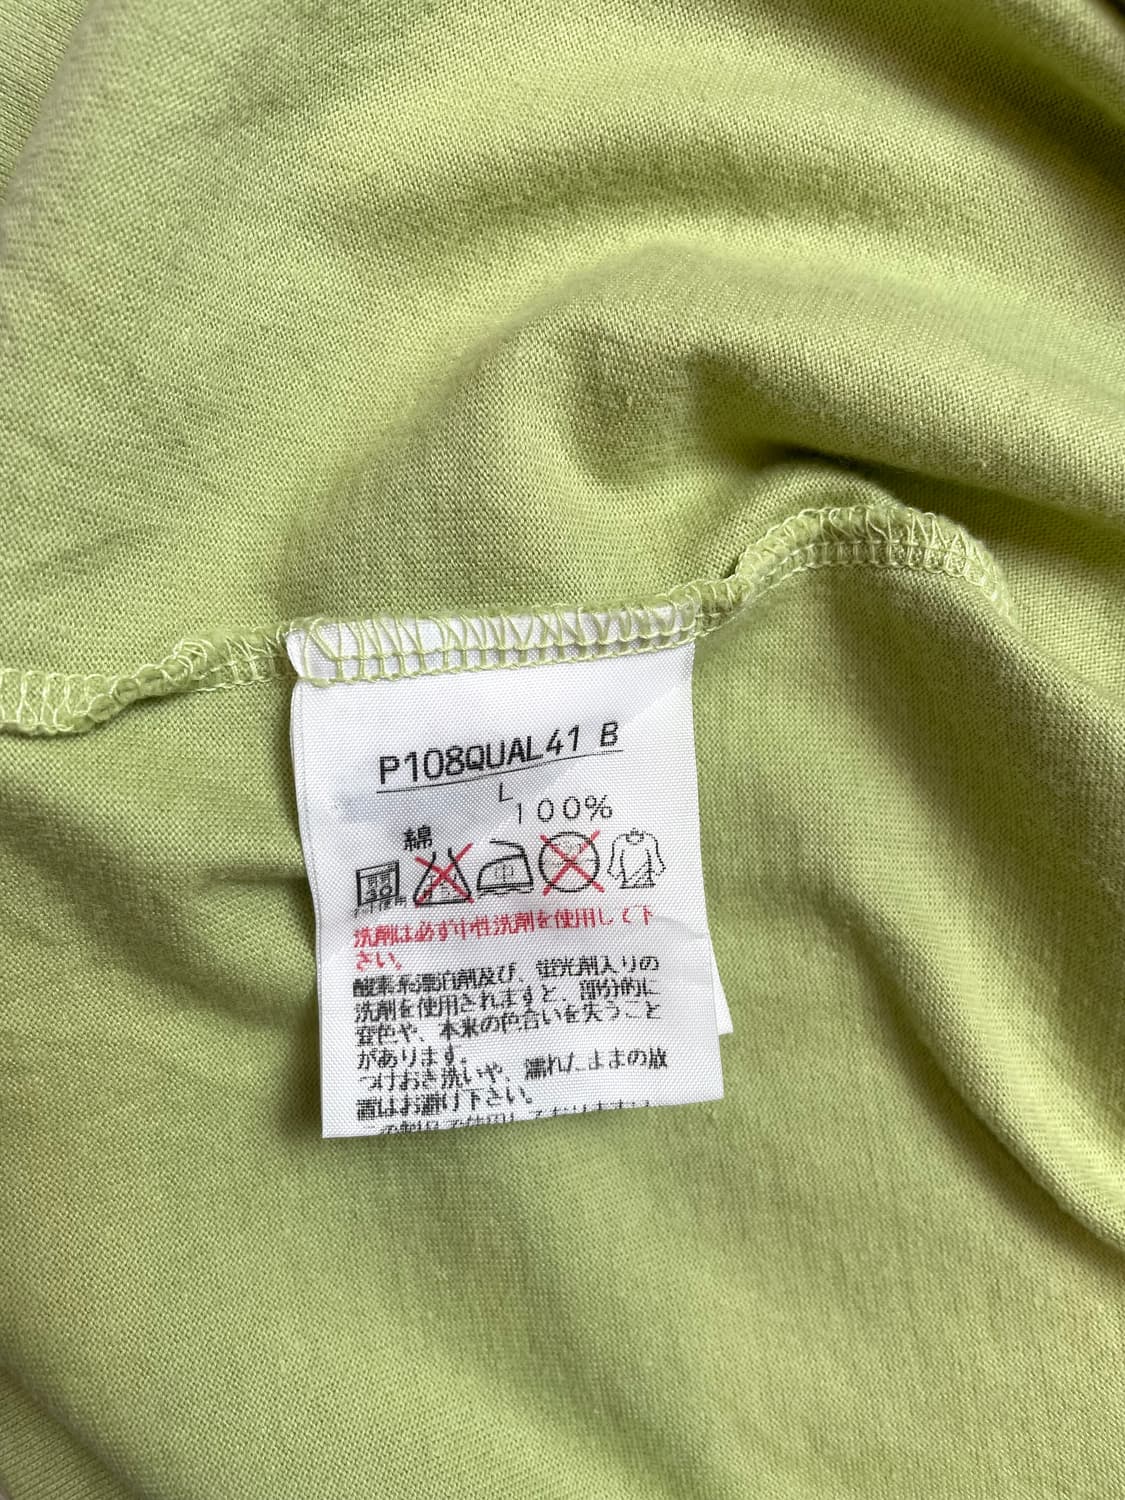 P108QUAL41 B
L
100%
綿
40
洗剤は必ず中性洗剤を使用して下
さい。
酸素系漂白剤及び、蛍光剤入りの
洗剤を使用されますと、部分的に
変色や、本来の色合いを失うこと
があります。
つけおき洗いや、濡れたままの放
置はお避け下さい。